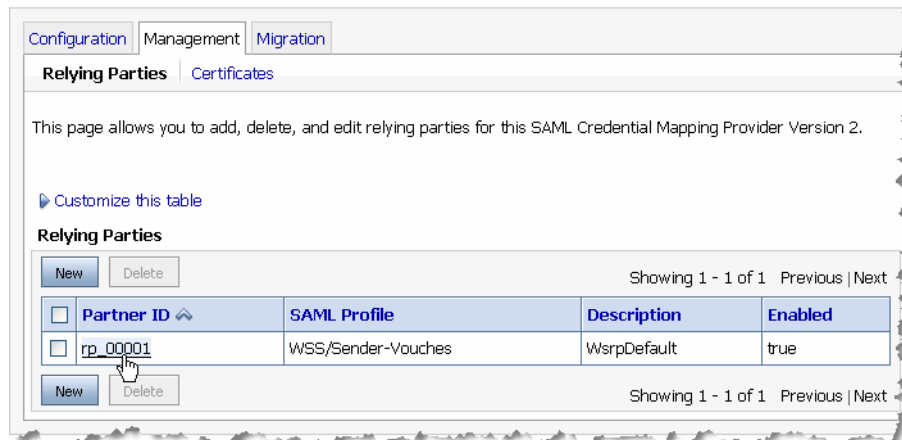 Configuration Management Migration
Relying Parties Certificates
This page allows you to add, delete, and edit relying parties for this SAML Credential Mapping Provider Version 2.
Customize this table
Relying Parties
New Delete Showing 1 - 1 of 1 Previous | Next
Partner ID SAML Profile Description Enabled
rp_00001 WSS/Sender-Vouches WsrpDefault true
New Delete Showing 1 - 1 of 1 Previous | Next